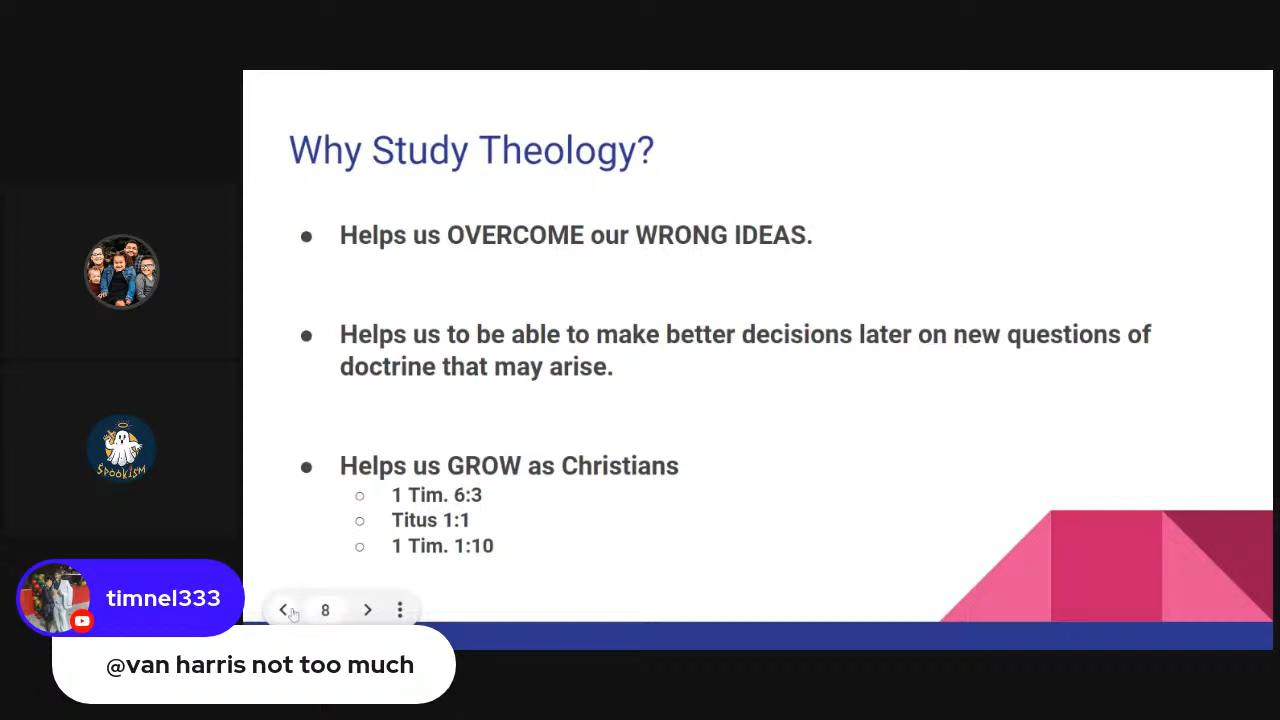 Why Study Theology?
● Helps us OVERCOME our WRONG IDEAS.
● Helps us to be able to make better decisions later on new questions of
doctrine that may arise.
● Helps us GROW as Christians
○ 1 Tim. 6:3
○ Titus 1:1
○ 1 Tim. 1:10
SPOOKISM
8
timnel333
@van harris not too much